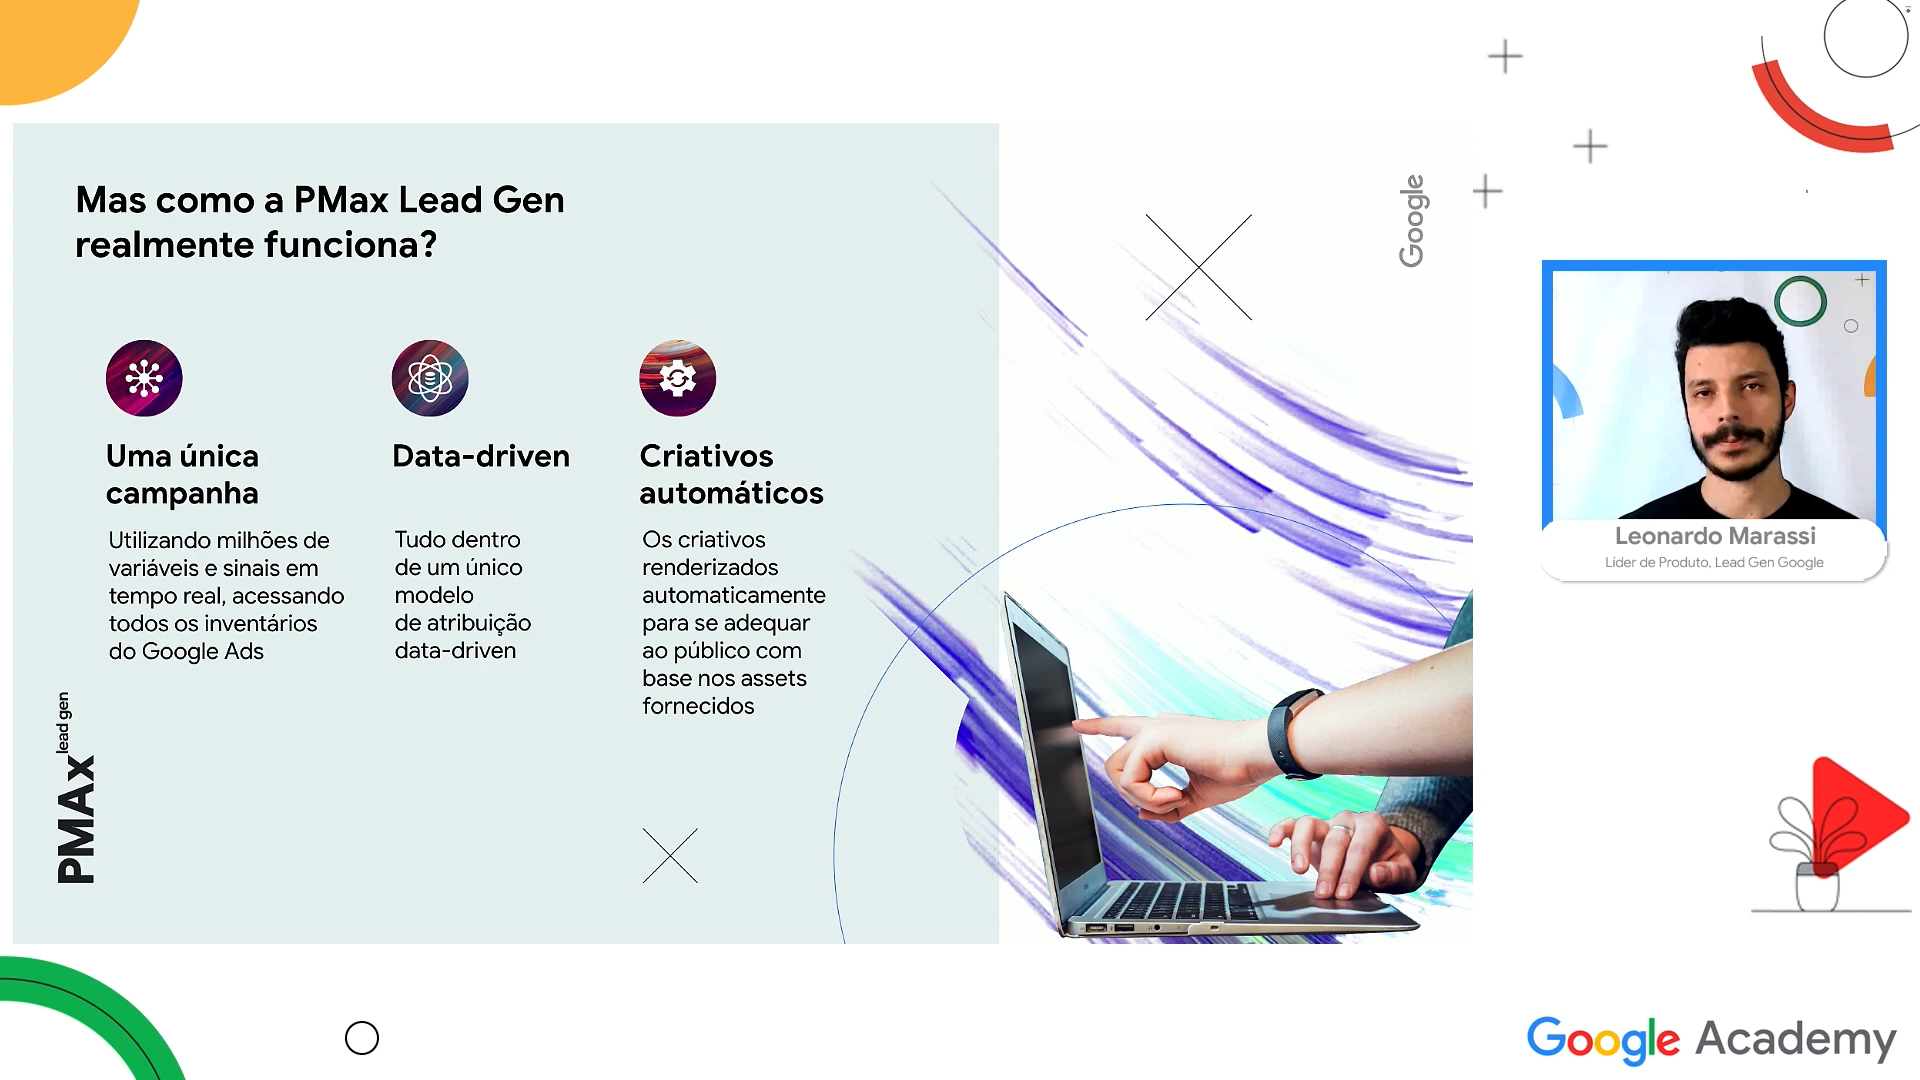 Mas como a PMax Lead Gen
realmente funciona?
Uma única
campanha
Utilizando milhões de
variáveis e sinais em
tempo real, acessando
todos os inventários
do Google Ads
Data-driven
Tudo dentro
de um único
modelo
de atribuição
data-driven
Criativos
automáticos
Os criativos
renderizados
automaticamente
para se adequar
ao público com
base nos assets
fornecidos
PMAx lead gen
Google
Leonardo Marassi
Líder de Produto, Lead Gen Google
Google Academy